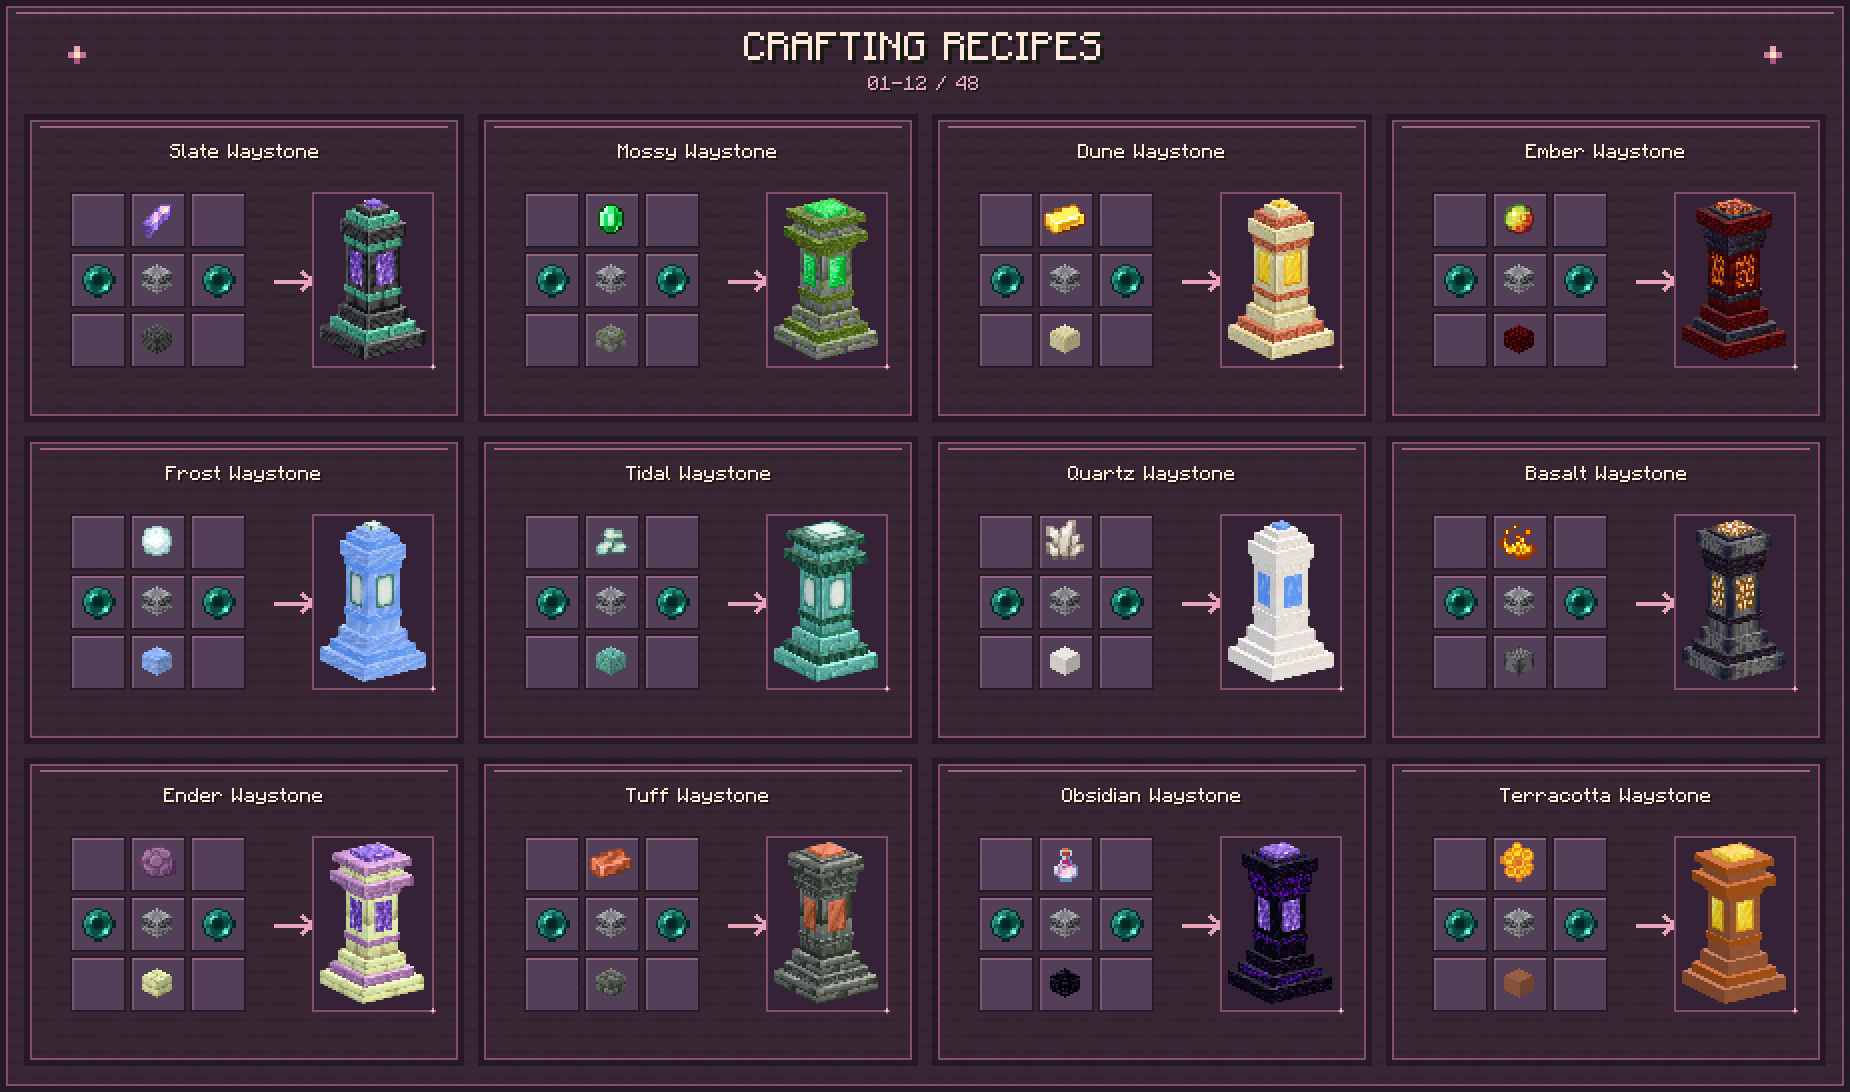 CRAFTING RECIPES
01-12 / 48
Slate Waystone
Mossy Waystone
Dune Waystone
Ember Waystone
Frost Waystone
Tidal Waystone
Quartz Waystone
Basalt Waystone
Ender Waystone
Tuff Waystone
Obsidian Waystone
Terracotta Waystone